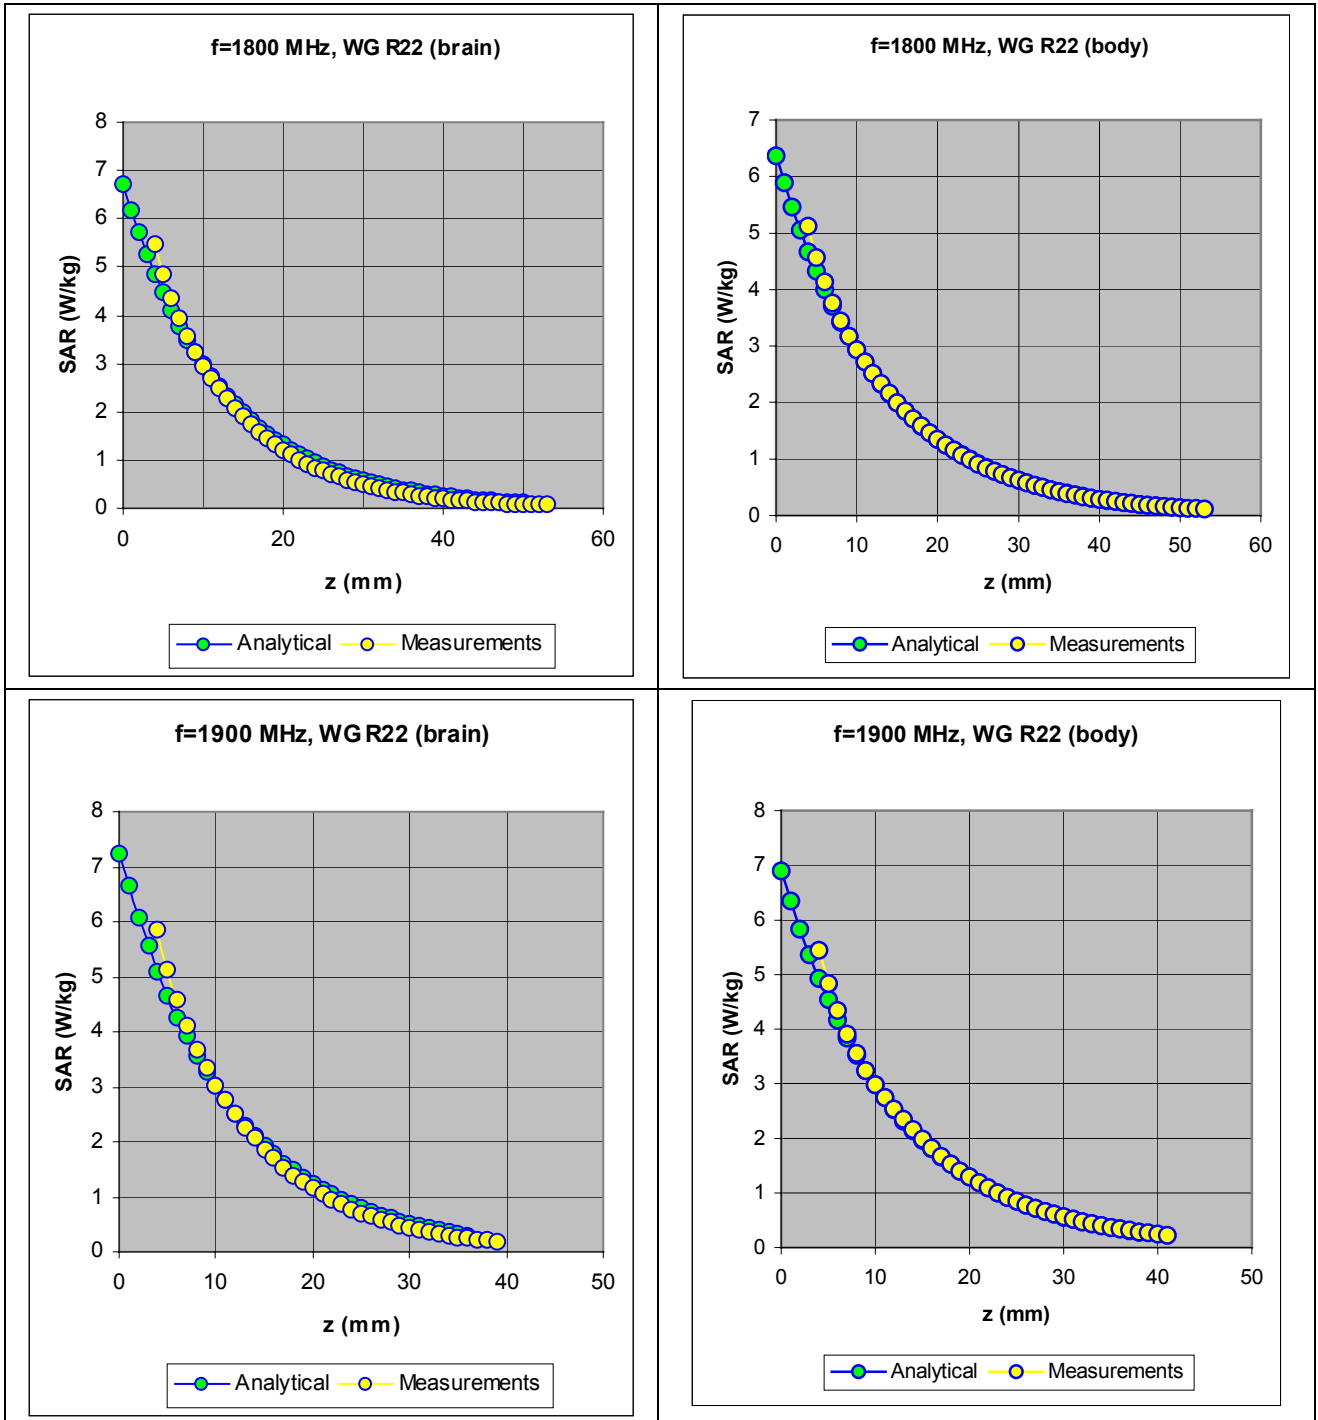 f=1800 MHz, WG R22 (brain)
8
7
6
5
4
3
2
1
0
SAR (W/kg)
0 20 40 60
z (mm)
Analytical Measurements
f=1800 MHz, WG R22 (body)
7
6
5
4
3
2
1
0
SAR (W/kg)
0 10 20 30 40 50 60
z (mm)
Analytical Measurements
f=1900 MHz, WG R22 (brain)
8
7
6
5
4
3
2
1
0
SAR (W/kg)
0 10 20 30 40 50
z (mm)
Analytical Measurements
f=1900 MHz, WG R22 (body)
8
7
6
5
4
3
2
1
0
SAR (W/kg)
0 10 20 30 40 50
z (mm)
Analytical Measurements